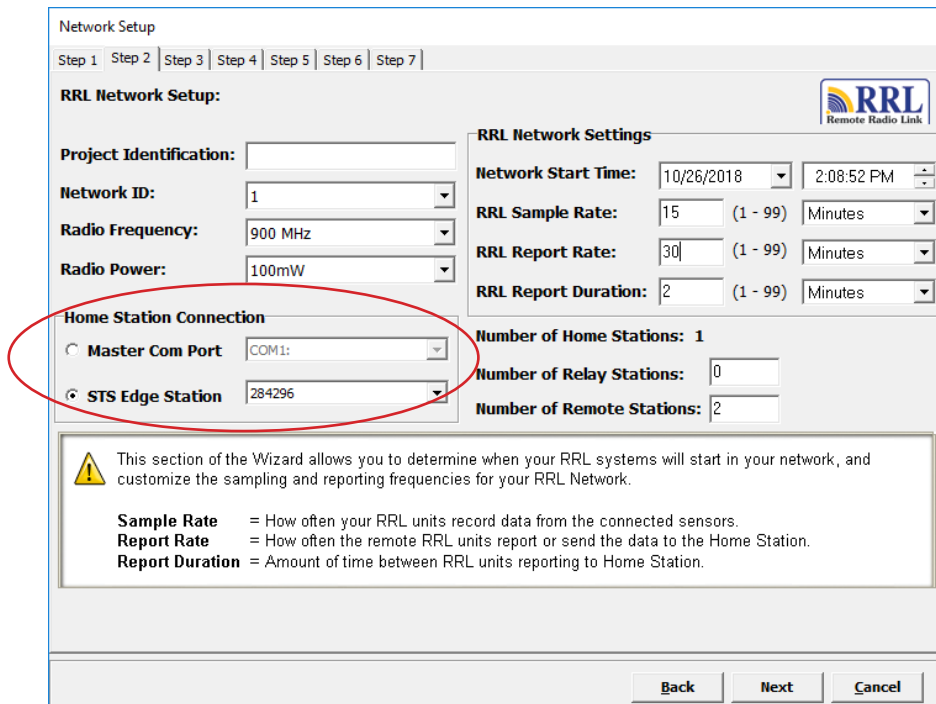 Network Setup
Step 1 Step 2 Step 3 Step 4 Step 5 Step 6 Step 7
RRL Network Setup:
RRL
Remote Radio Link
Project Identification:
Network ID: 1
Radio Frequency: 900 MHz
Radio Power: 100mW
Home Station Connection
Master Com Port COM1:
STS Edge Station 284296
RRL Network Settings
Network Start Time: 10/26/2018 2:08:52 PM
RRL Sample Rate: 15 (1 - 99) Minutes
RRL Report Rate: 30 (1 - 99) Minutes
RRL Report Duration: 2 (1 - 99) Minutes
Number of Home Stations: 1
Number of Relay Stations: 0
Number of Remote Stations: 2
This section of the Wizard allows you to determine when your RRL systems will start in your network, and
customize the sampling and reporting frequencies for your RRL Network.
Sample Rate = How often your RRL units record data from the connected sensors.
Report Rate = How often the remote RRL units report or send the data to the Home Station.
Report Duration = Amount of time between RRL units reporting to Home Station.
Back Next Cancel